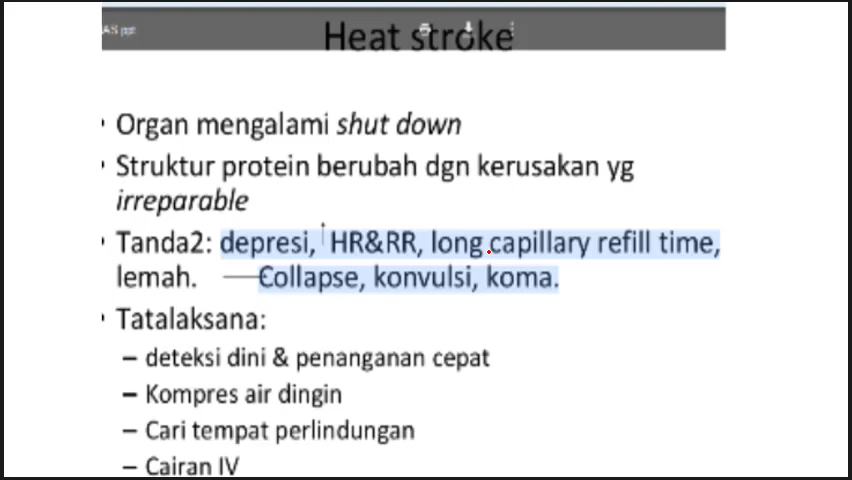 AS ppt
Heat stroke
Organ mengalami shut down
Struktur protein berubah dgn kerusakan yg
irreparable
Tanda2: depresi, ↑HR&RR, long capillary refill time,
lemah. Collapse, konvulsi, koma.
Tatalaksana:
– deteksi dini & penanganan cepat
– Kompres air dingin
– Cari tempat perlindungan
– Cairan IV